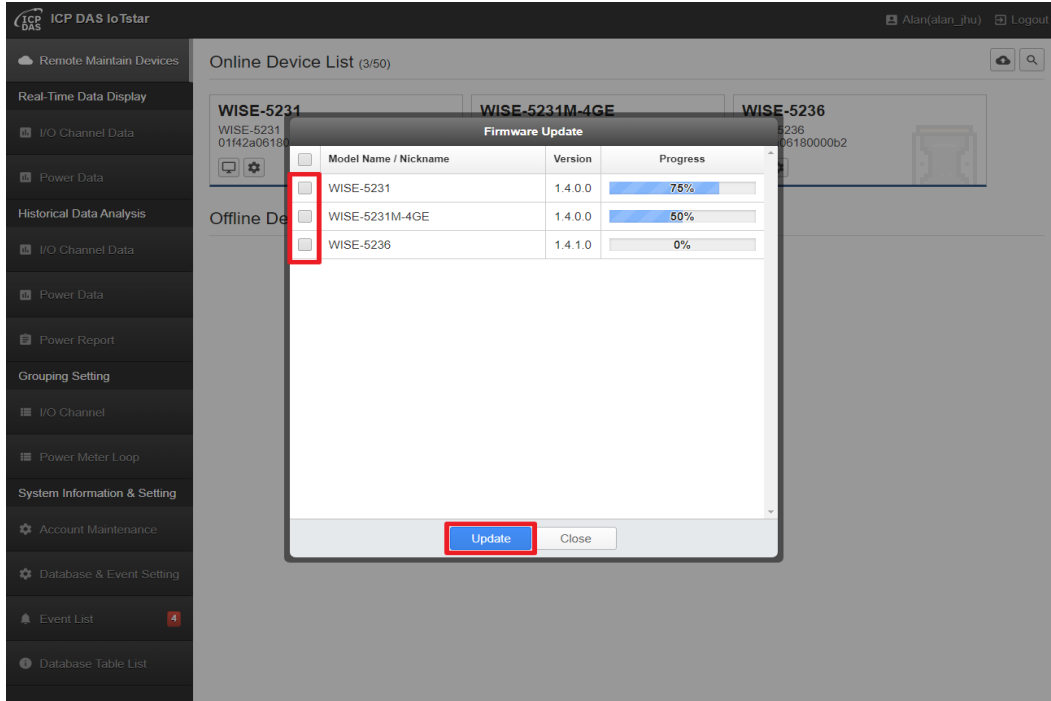 ICP DAS
ICP DAS IoTstar
Alan(alan_jhu)
Logout
Remote Maintain Devices
Real-Time Data Display
I/O Channel Data
Power Data
Historical Data Analysis
I/O Channel Data
Power Data
Power Report
Grouping Setting
I/O Channel
Power Meter Loop
System Information & Setting
Account Maintenance
Database & Event Setting
Event List
4
Database Table List
Online Device List (3/50)
WISE-5231
WISE-5231
01f42a06180
WISE-5231M-4GE
WISE-5236
5236
06180000b2
Offline De
Firmware Update
Model Name / Nickname Version Progress
WISE-5231 1.4.0.0 75%
WISE-5231M-4GE 1.4.0.0 50%
WISE-5236 1.4.1.0 0%
Update Close